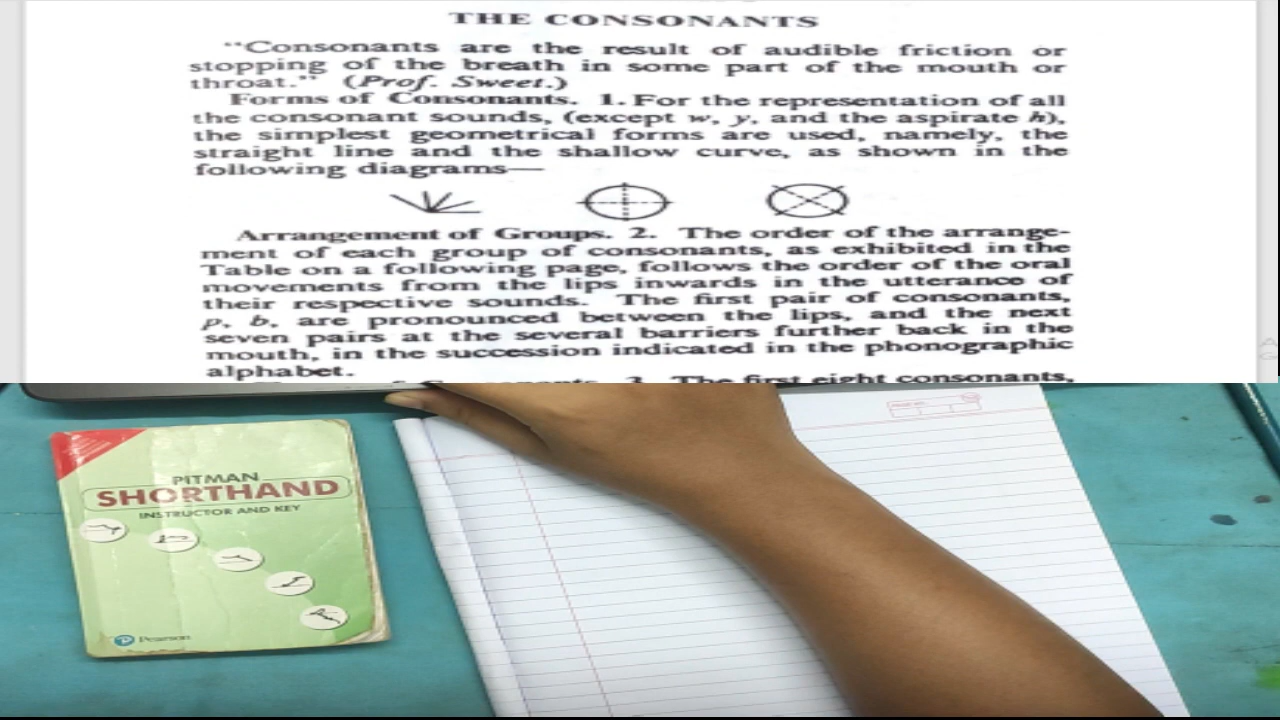 THE CONSONANTS
"Consonants are the result of audible friction or
stopping of the breath in some part of the mouth or
throat." (Prof. Sweet.)
Forms of Consonants. 1. For the representation of all
the consonant sounds, (except w, y, and the aspirate h),
the simplest geometrical forms are used, namely, the
straight line and the shallow curve, as shown in the
following diagrams—
Arrangement of Groups. 2. The order of the arrange-
ment of each group of consonants, as exhibited in the
Table on a following page, follows the order of the oral
movements from the lips inwards in the utterance of
their respective sounds. The first pair of consonants,
p, b, are pronounced between the lips, and the next
seven pairs at the several barriers further back in the
mouth, in the succession indicated in the phonographic
alphabet.
Consonants. 3. The first eight consonants,
PITMAN
SHORTHAND
INSTRUCTOR AND KEY
Pearson